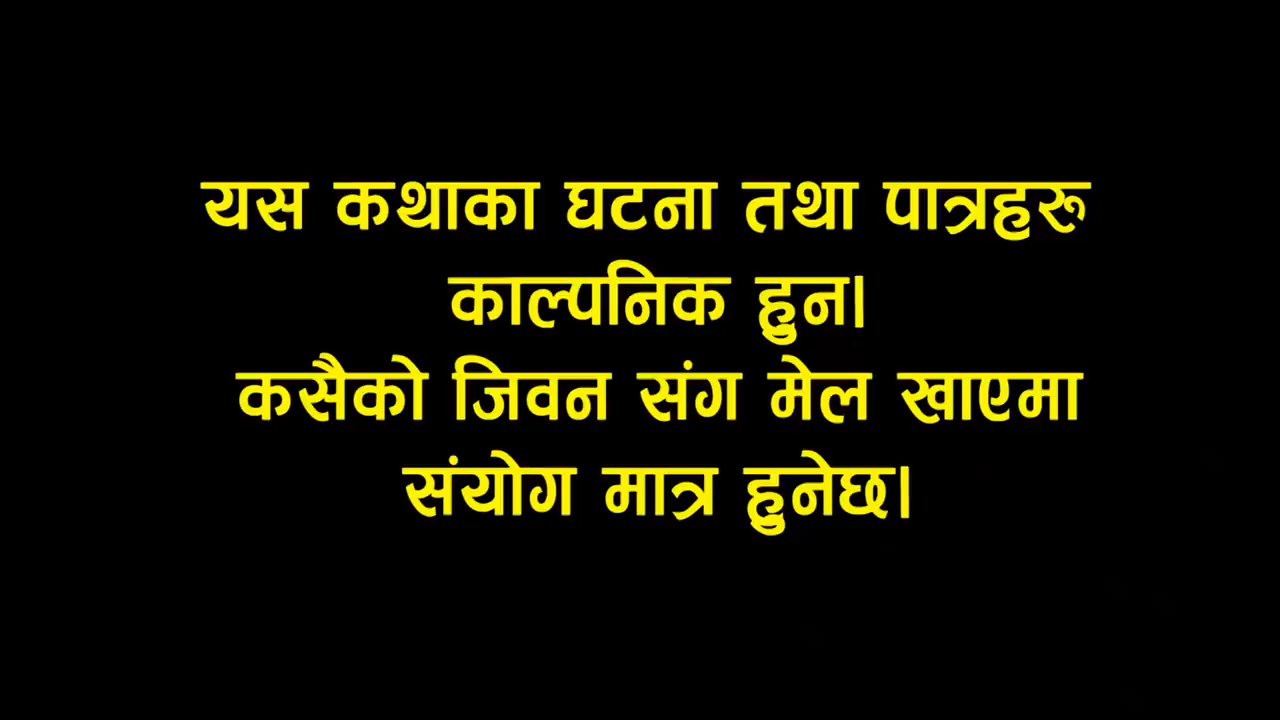 यस कथाका घटना तथा पात्रहरु
काल्पनिक हुन।
कसैको जिवन संग मेल खाएमा
संयोग मात्र हुनेछ।